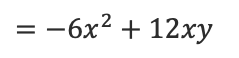 = −6x² + 12xy